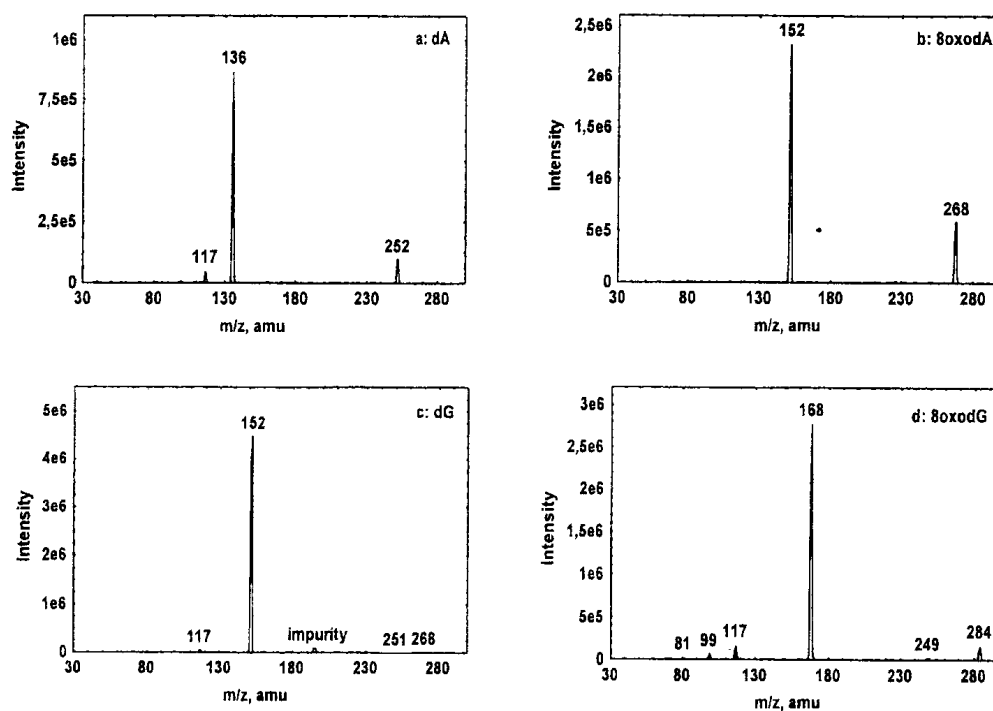 a: dA
1e6
7,5e5
5e5
2,5e5
0
Intensity
117
136
252
30 80 130 180 230 280
m/z, amu
b: 8oxodA
2,5e6
2e6
1,5e6
1e6
5e5
0
Intensity
152
268
30 80 130 180 230 280
m/z, amu
c: dG
5e6
4e6
3e6
2e6
1e6
0
Intensity
117
152
impurity
251 268
30 80 130 180 230 280
m/z, amu
d: 8oxodG
3e6
2,5e6
2e6
1,5e6
1e6
5e5
0
Intensity
81 99 117
168
249
284
30 80 130 180 230 280
m/z, amu